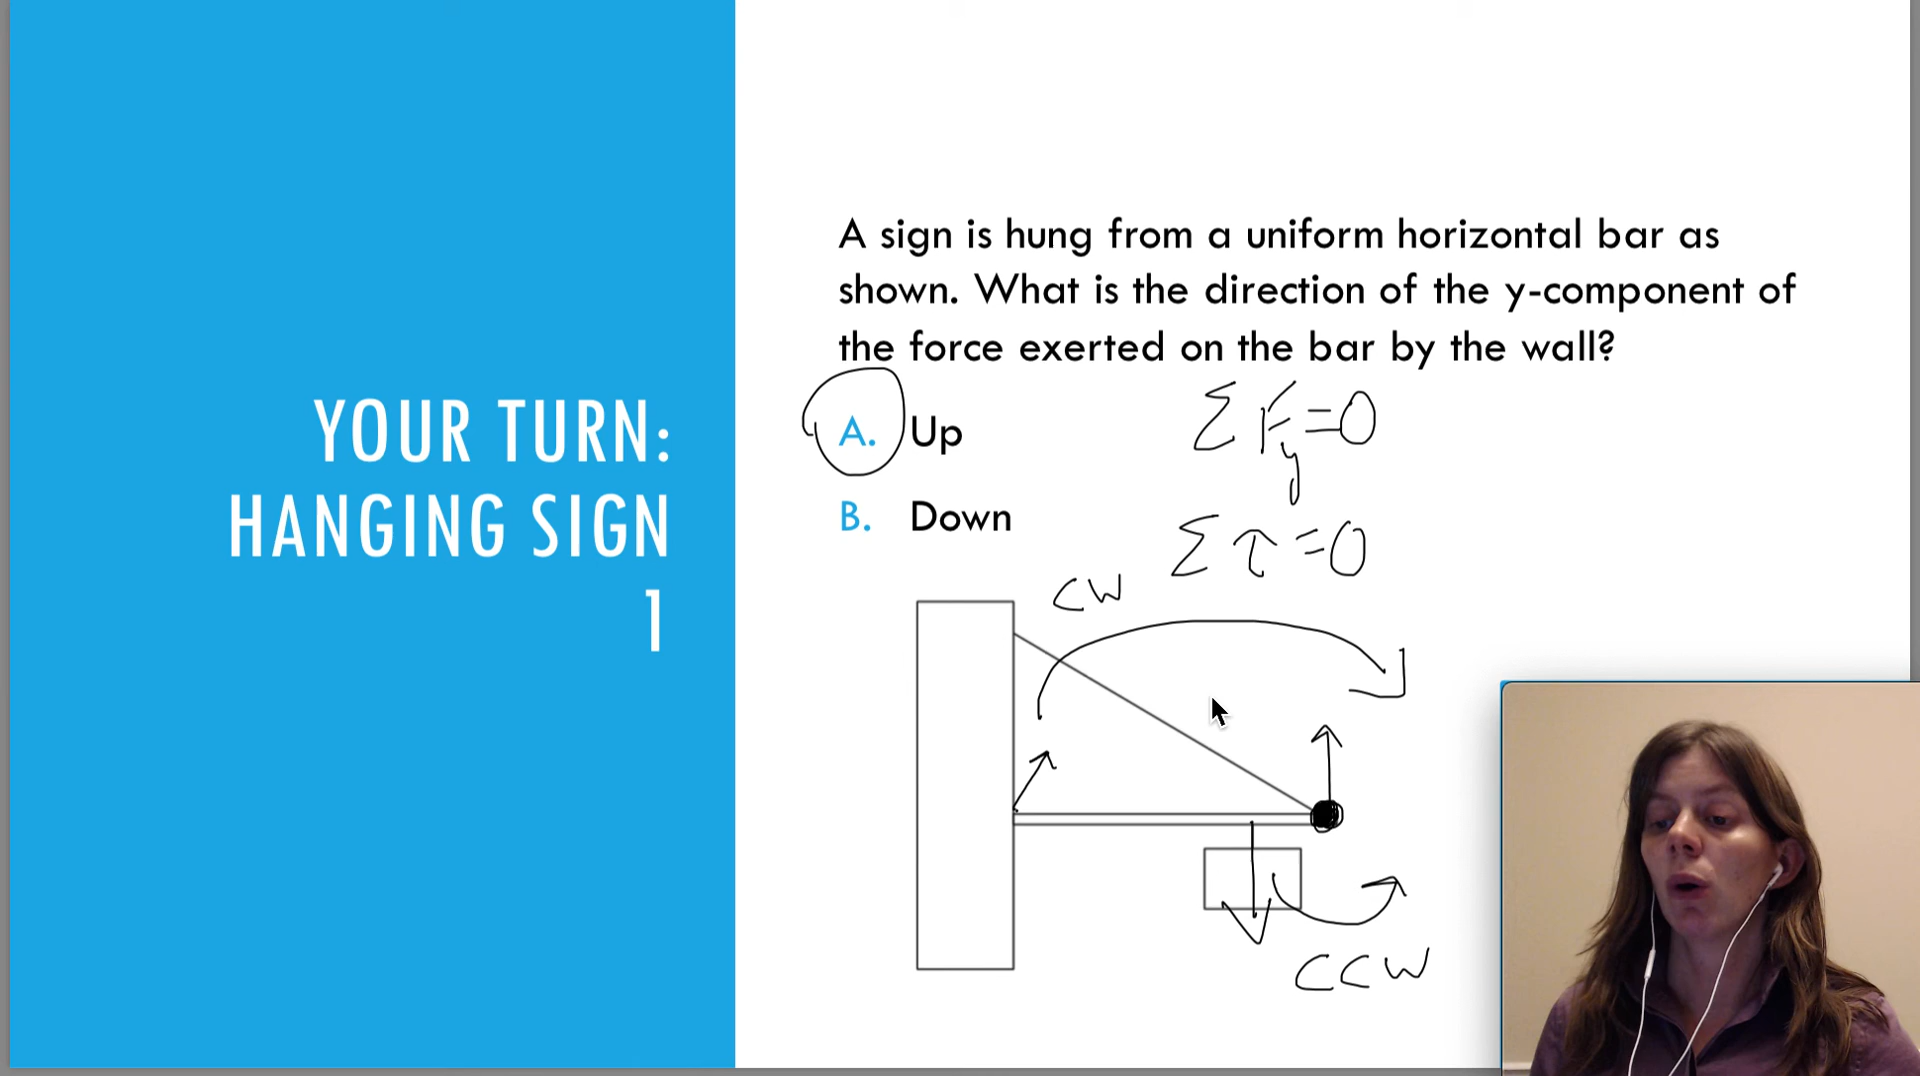 YOUR TURN:
HANGING SIGN
1
A sign is hung from a uniform horizontal bar as
shown. What is the direction of the y-component of
the force exerted on the bar by the wall?
A. Up
B. Down
ΣFy=0
Στ=0
CW
CCW